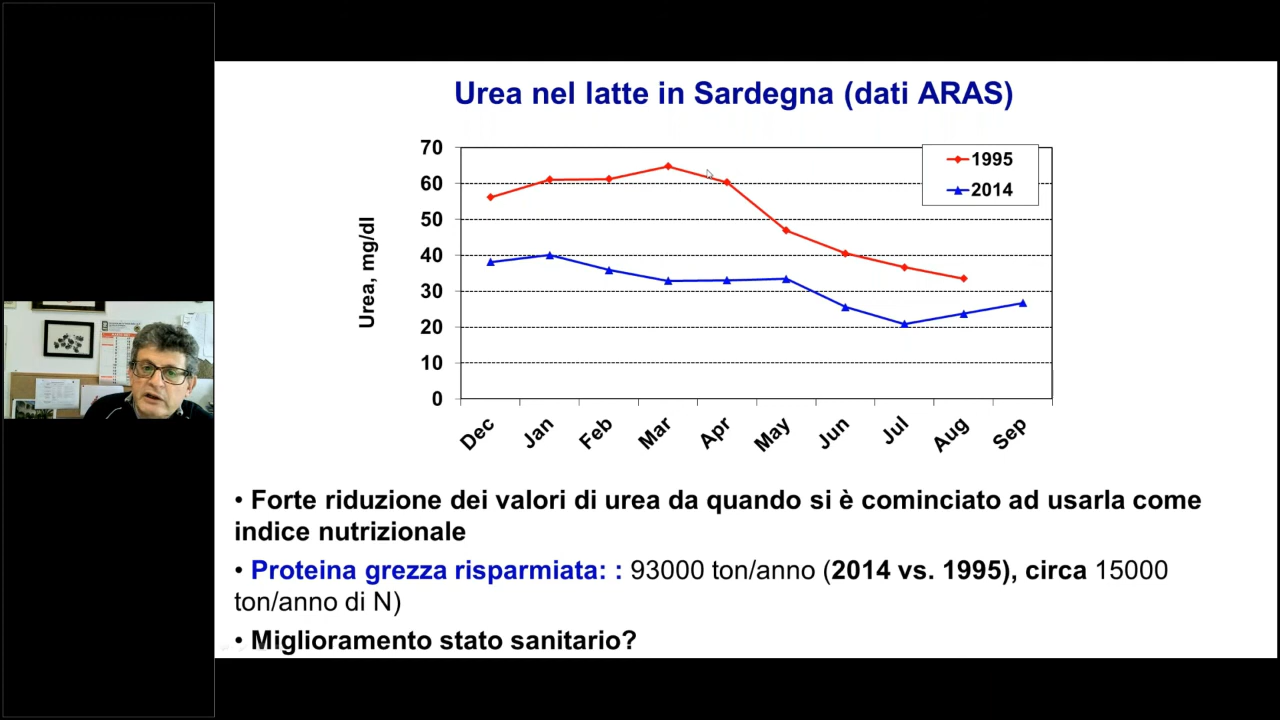 Urea nel latte in Sardegna (dati ARAS)
70
60
50
40
30
20
10
0
Urea, mg/dl
1995
2014
Dec
Jan
Feb
Mar
Apr
May
Jun
Jul
Aug
Sep
• Forte riduzione dei valori di urea da quando si è cominciato ad usarla come
indice nutrizionale
• Proteina grezza risparmiata: : 93000 ton/anno (2014 vs. 1995), circa 15000
ton/anno di N)
• Miglioramento stato sanitario?